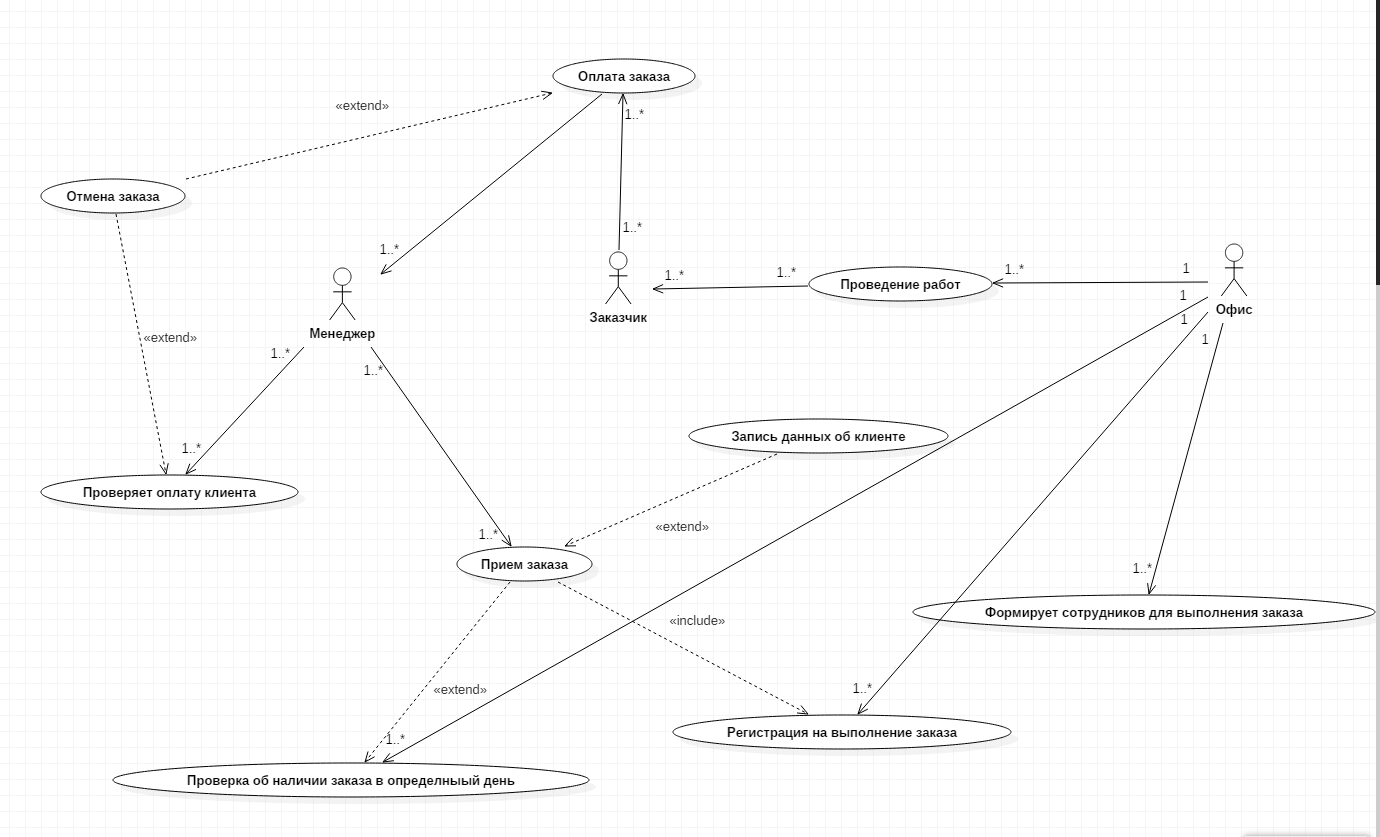 Оплата заказа
«extend»
1..*
Отмена заказа
1..*
1..*
1..*
1..*
1..*
1
Проведение работ
1
Офис
Заказчик
1
Менеджер
«extend»
1
1..*
1..*
Запись данных об клиенте
1..*
Проверяет оплату клиента
«extend»
1..*
Прием заказа
1..*
Формирует сотрудников для выполнения заказа
«include»
«extend»
1..*
Регистрация на выполнение заказа
1..*
Проверка об наличии заказа в определныый день